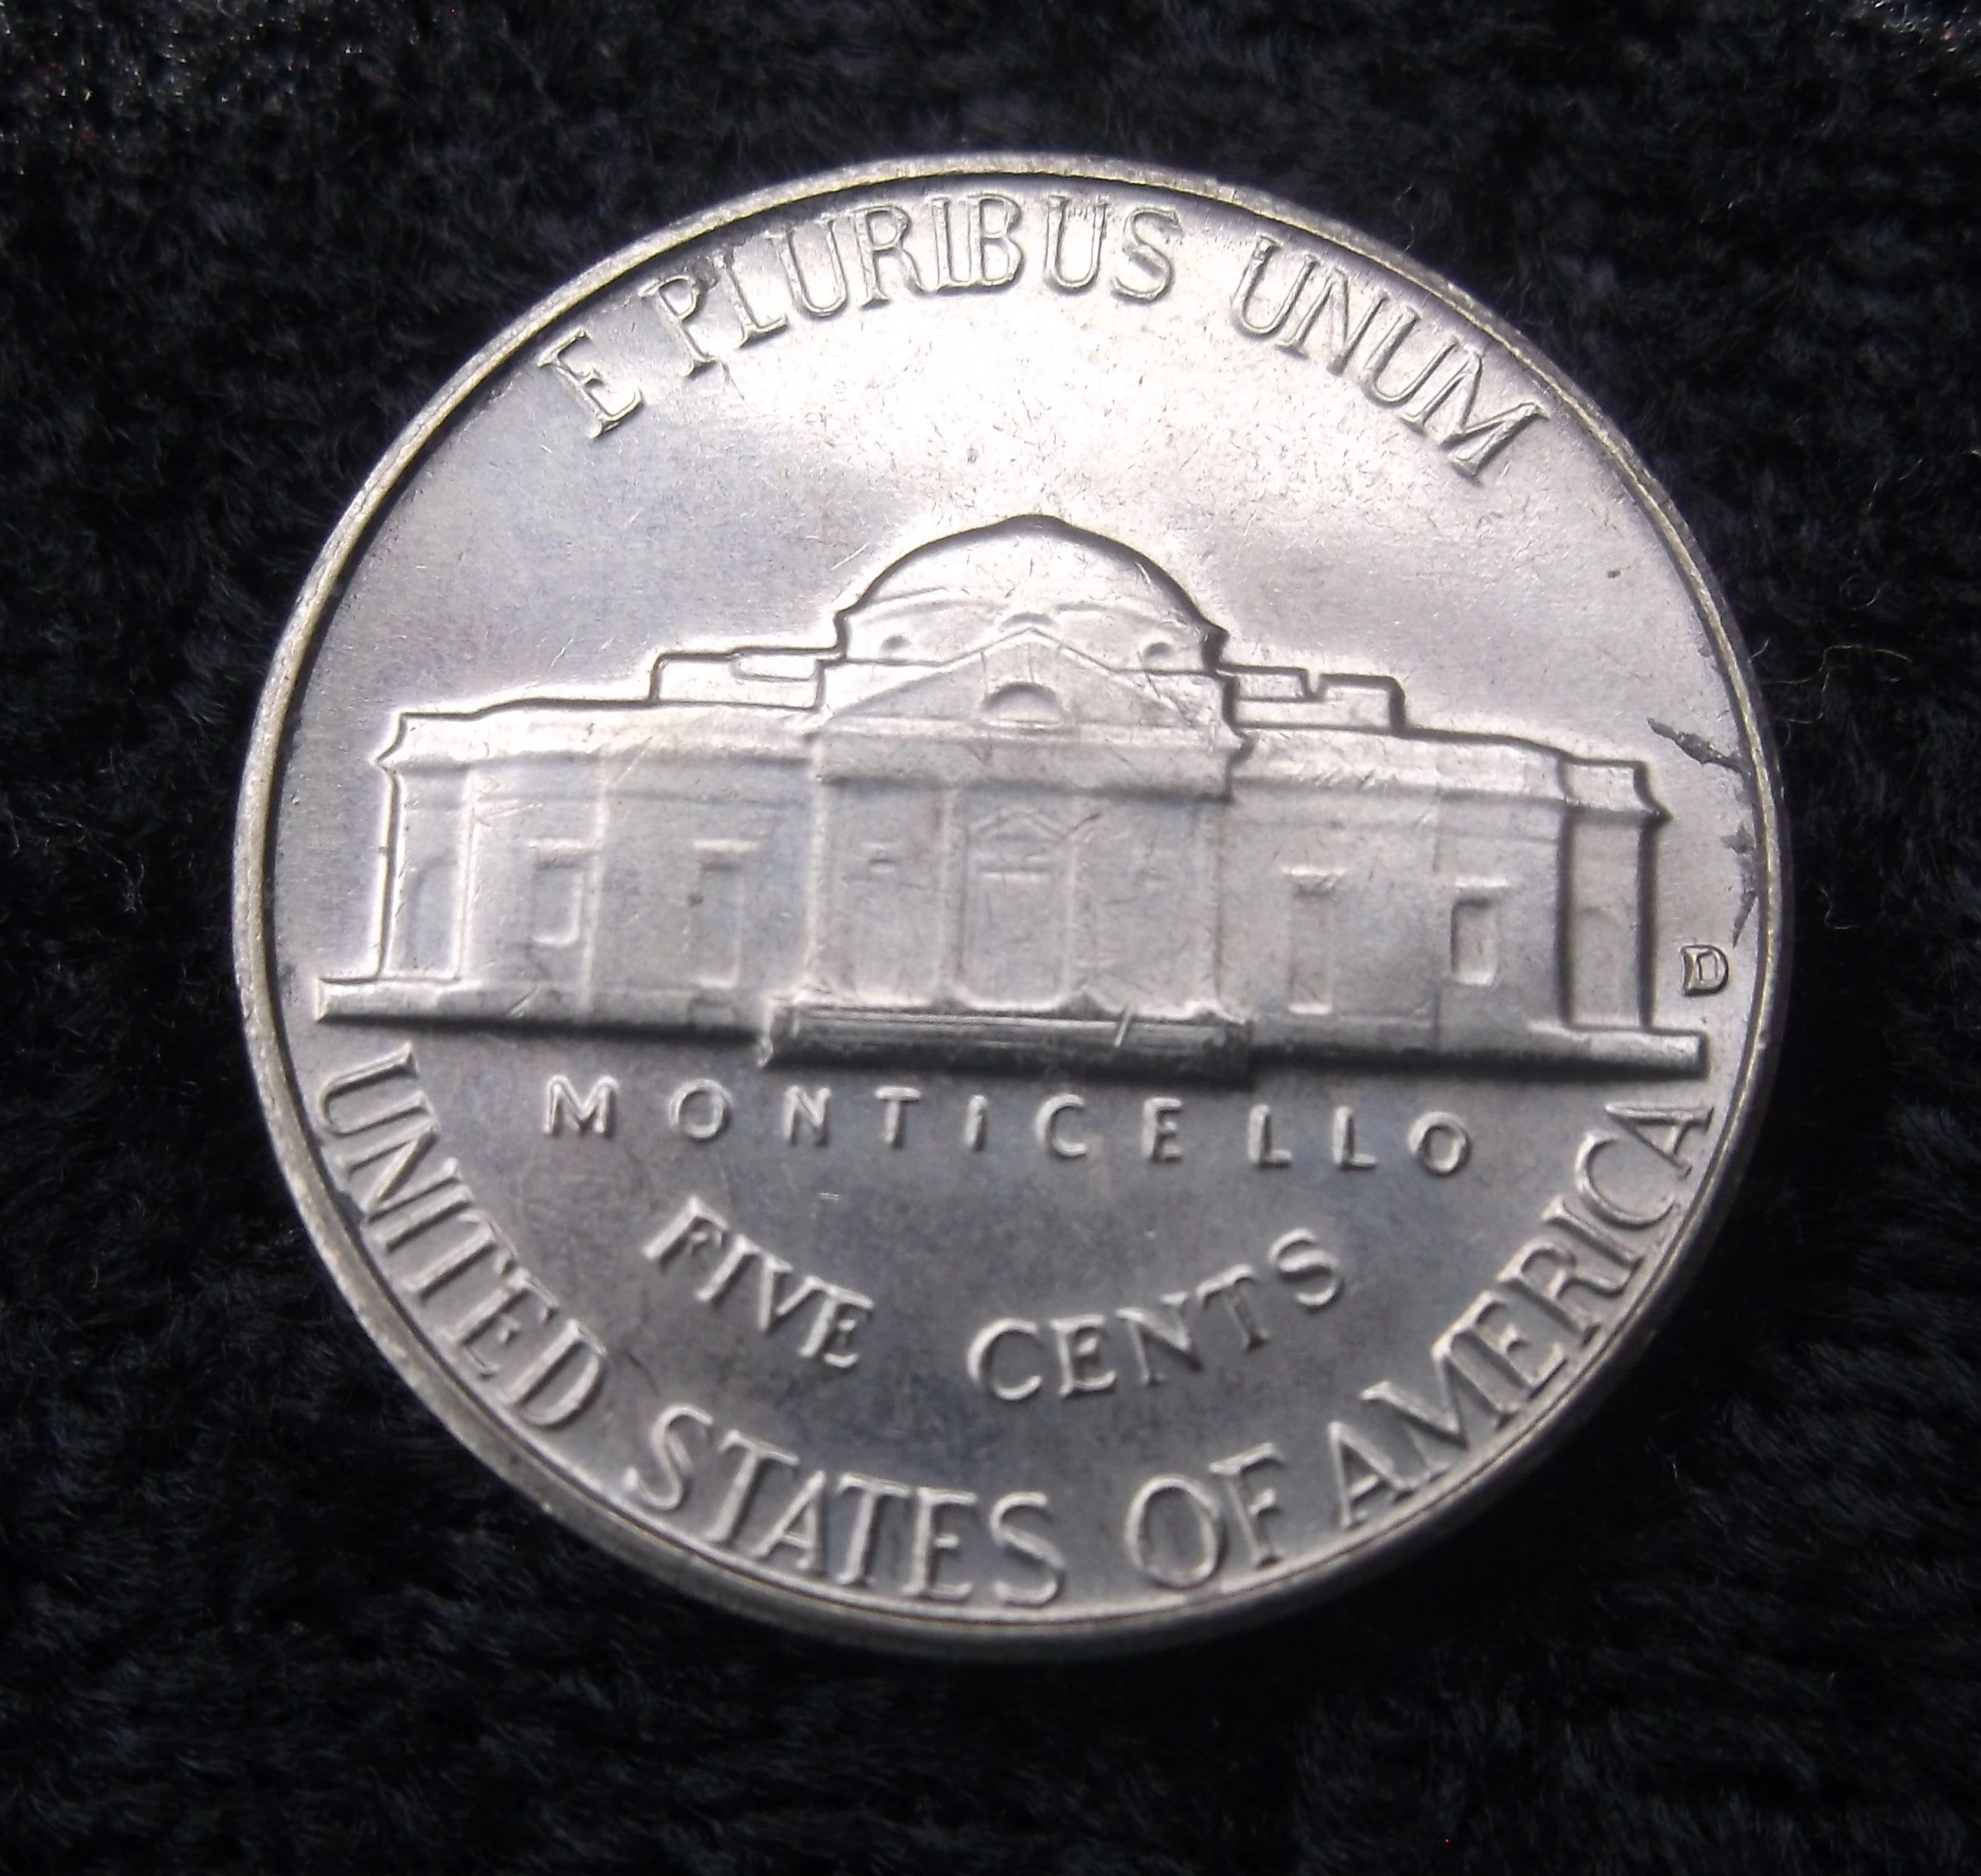 E PLURIBUS UNUM
D
MONTICELLO
FIVE CENTS
UNITED STATES OF AMERICA